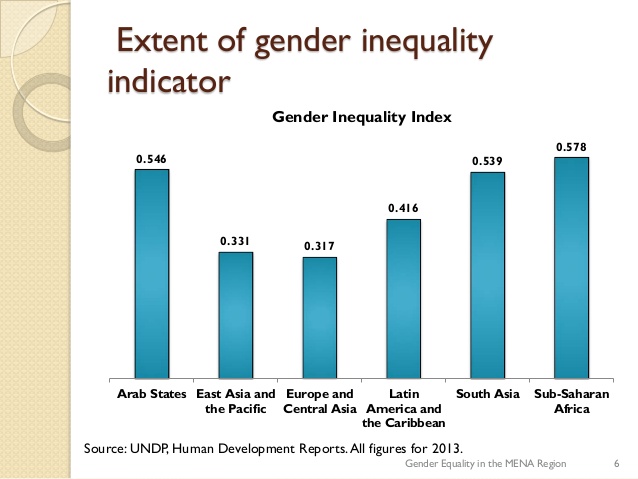 Extent of gender inequality
indicator
Gender Inequality Index
0.546
0.331
0.317
0.416
0.539
0.578
Arab States
East Asia and
the Pacific
Europe and
Central Asia
Latin
America and
the Caribbean
South Asia
Sub-Saharan
Africa
Source: UNDP, Human Development Reports. All figures for 2013.
Gender Equality in the MENA Region
6